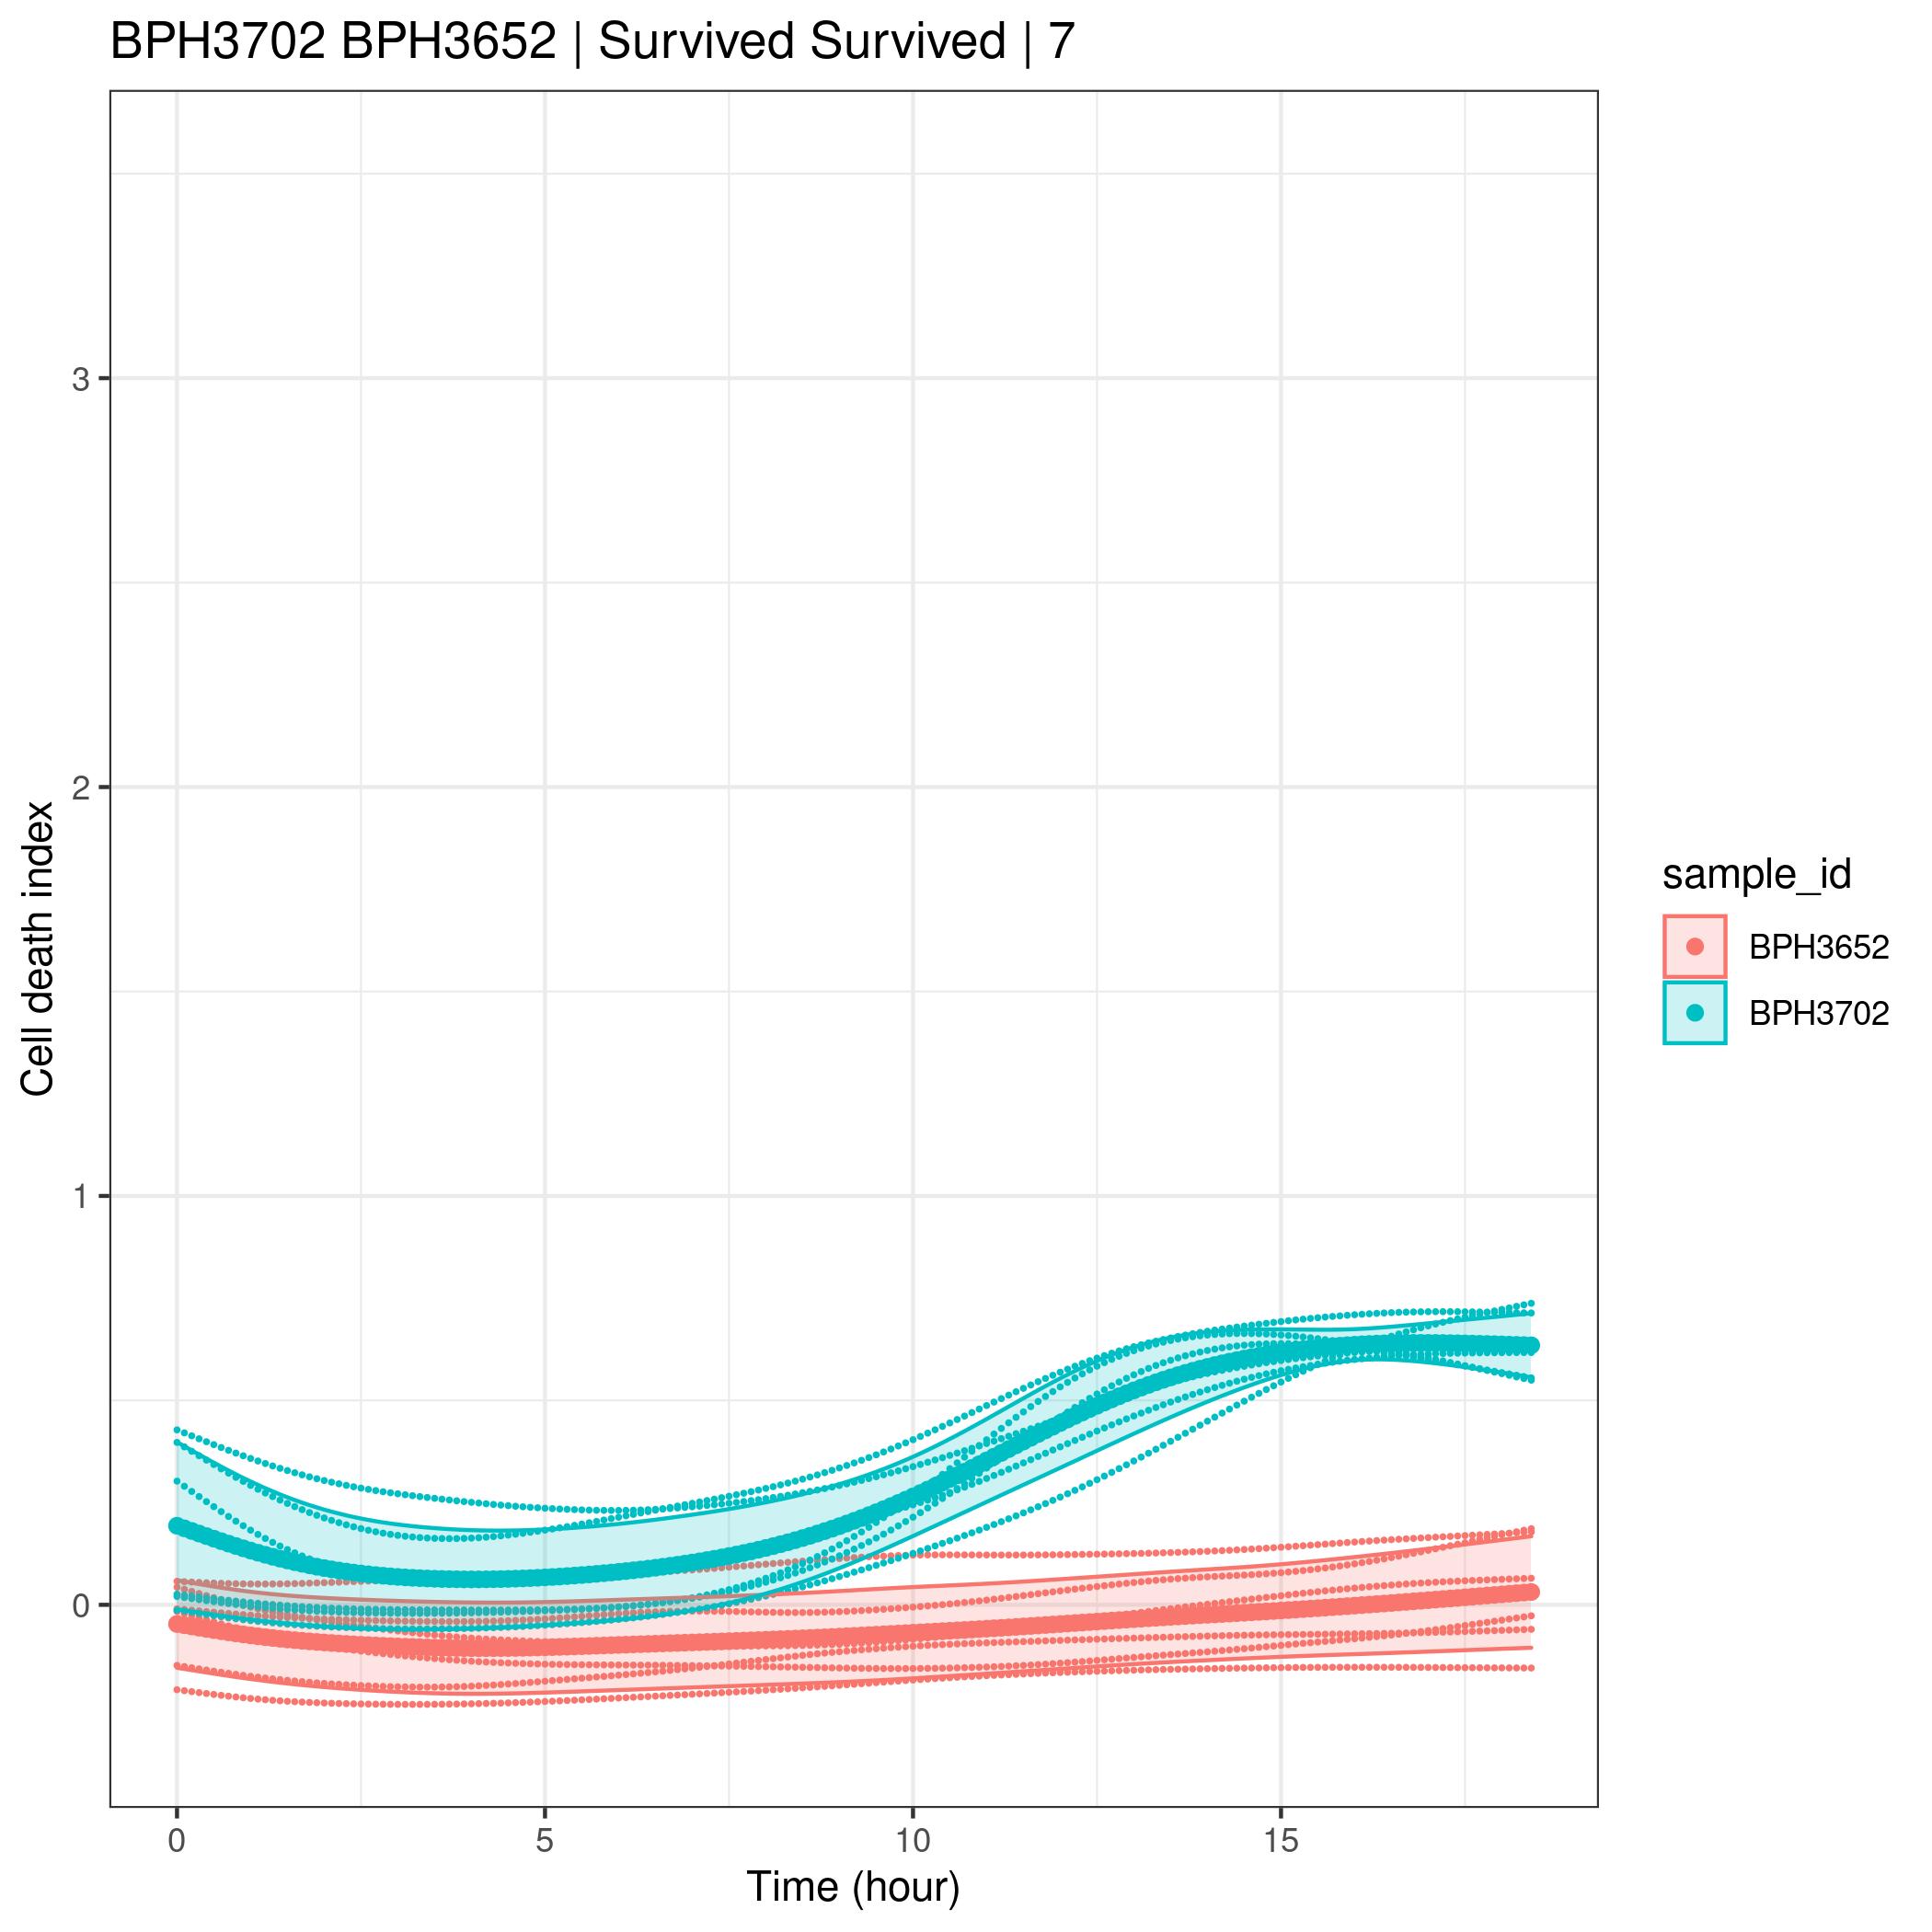 BPH3702 BPH3652 | Survived Survived | 7
3
2
1
0
Cell death index
0 5 10 15
Time (hour)
sample_id
BPH3652
BPH3702